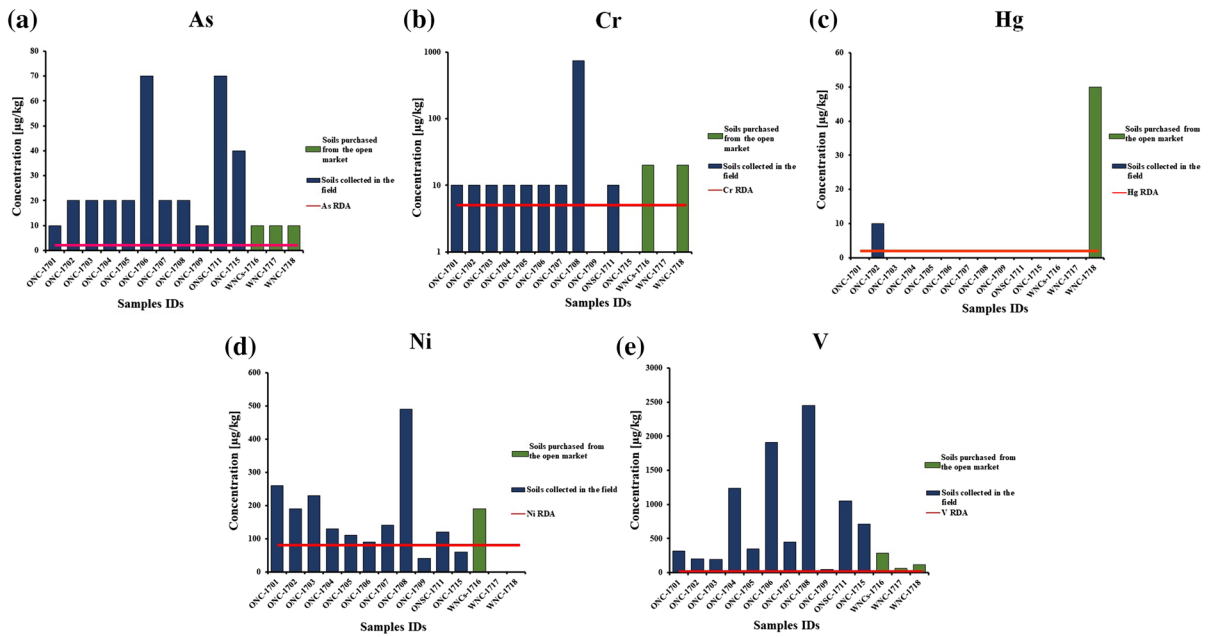 (a)
As
Concentration [µg/kg]
80
70
60
50
40
30
20
10
0
ONC-1701
ONC-1702
ONC-1703
ONC-1704
ONC-1705
ONC-1706
ONC-1707
ONC-1708
ONC-1709
ONSC-1711
ONC-1715
WNCs-1716
WNC-1717
WNC-1718
Samples IDs
Soils purchased
from the open
market
Soils collected in the
field
As RDA
(b)
Cr
Concentration [µg/kg]
1000
100
10
1
ONC-1701
ONC-1702
ONC-1703
ONC-1704
ONC-1705
ONC-1706
ONC-1707
ONC-1708
ONC-1709
ONSC-1711
ONC-1715
WNCs-1716
WNC-1717
WNC-1718
Samples IDs
Soils purchased
from the open
market
Soils collected in the
field
Cr RDA
(c)
Hg
Concentration [µg/kg]
60
50
40
30
20
10
0
ONC-1701
ONC-1702
ONC-1703
ONC-1704
ONC-1705
ONC-1706
ONC-1707
ONC-1708
ONC-1709
ONSC-1711
ONC-1715
WNCs-1716
WNC-1717
WNC-1718
Samples IDs
Soils purchased from
the open market
Soils collected in the
field
Hg RDA
(d)
Ni
Concentration [µg/kg]
600
500
400
300
200
100
0
ONC-1701
ONC-1702
ONC-1703
ONC-1704
ONC-1705
ONC-1706
ONC-1707
ONC-1708
ONC-1709
ONSC-1711
ONC-1715
WNCs-1716
WNC-1717
WNC-1718
Samples IDs
Soils purchased from
the open market
Soils collected in the field
Ni RDA
(e)
V
Concentration [µg/kg]
3000
2500
2000
1500
1000
500
0
ONC-1701
ONC-1702
ONC-1703
ONC-1704
ONC-1705
ONC-1706
ONC-1707
ONC-1708
ONC-1709
ONSC-1711
ONC-1715
WNCs-1716
WNC-1717
WNC-1718
Samples IDs
Soils purchased from
the open market
Soils collected in the
field
V RDA